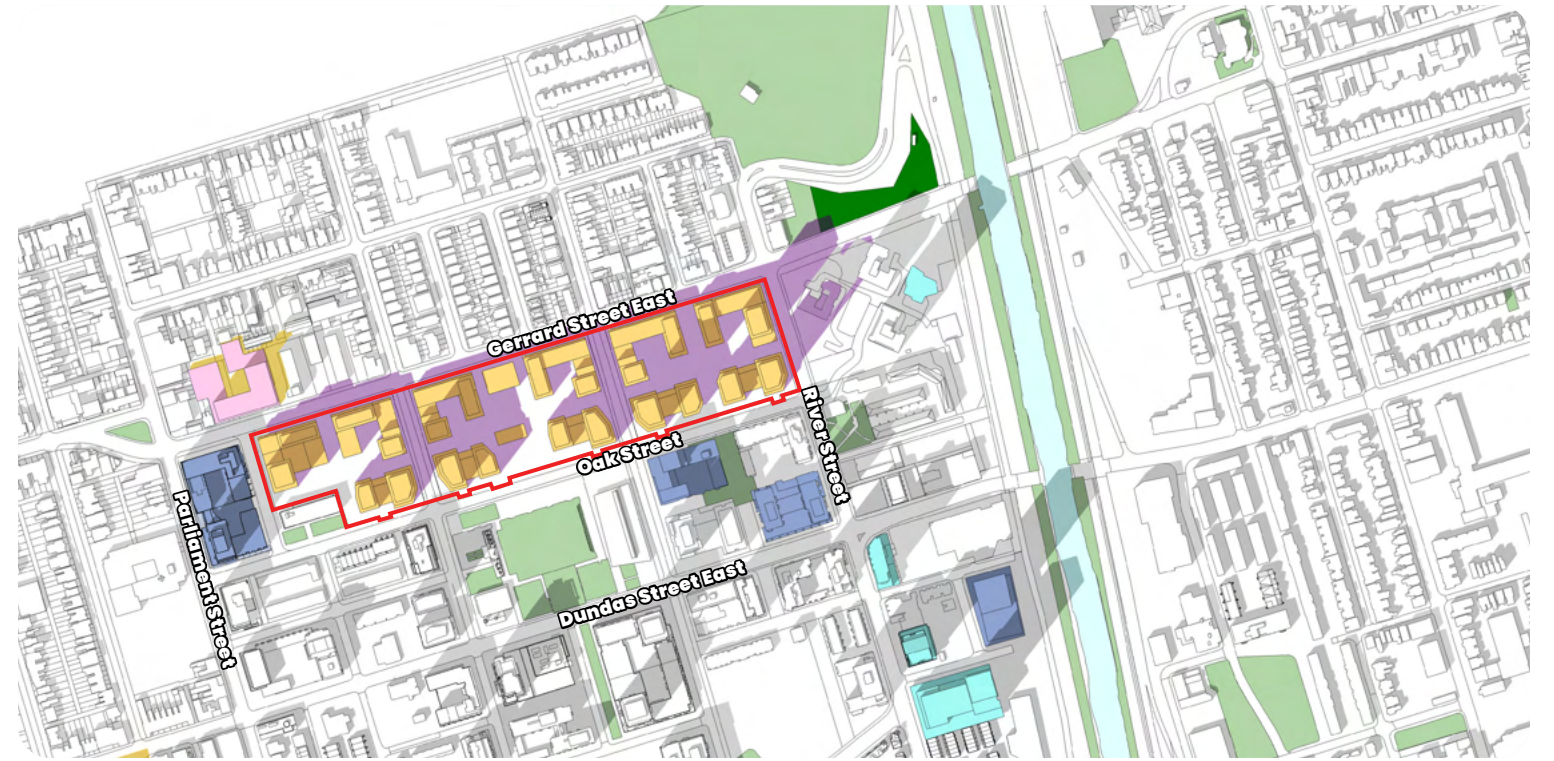 Gerrard Street East
Oak Street
River Street
Parliament Street
Dundas Street East